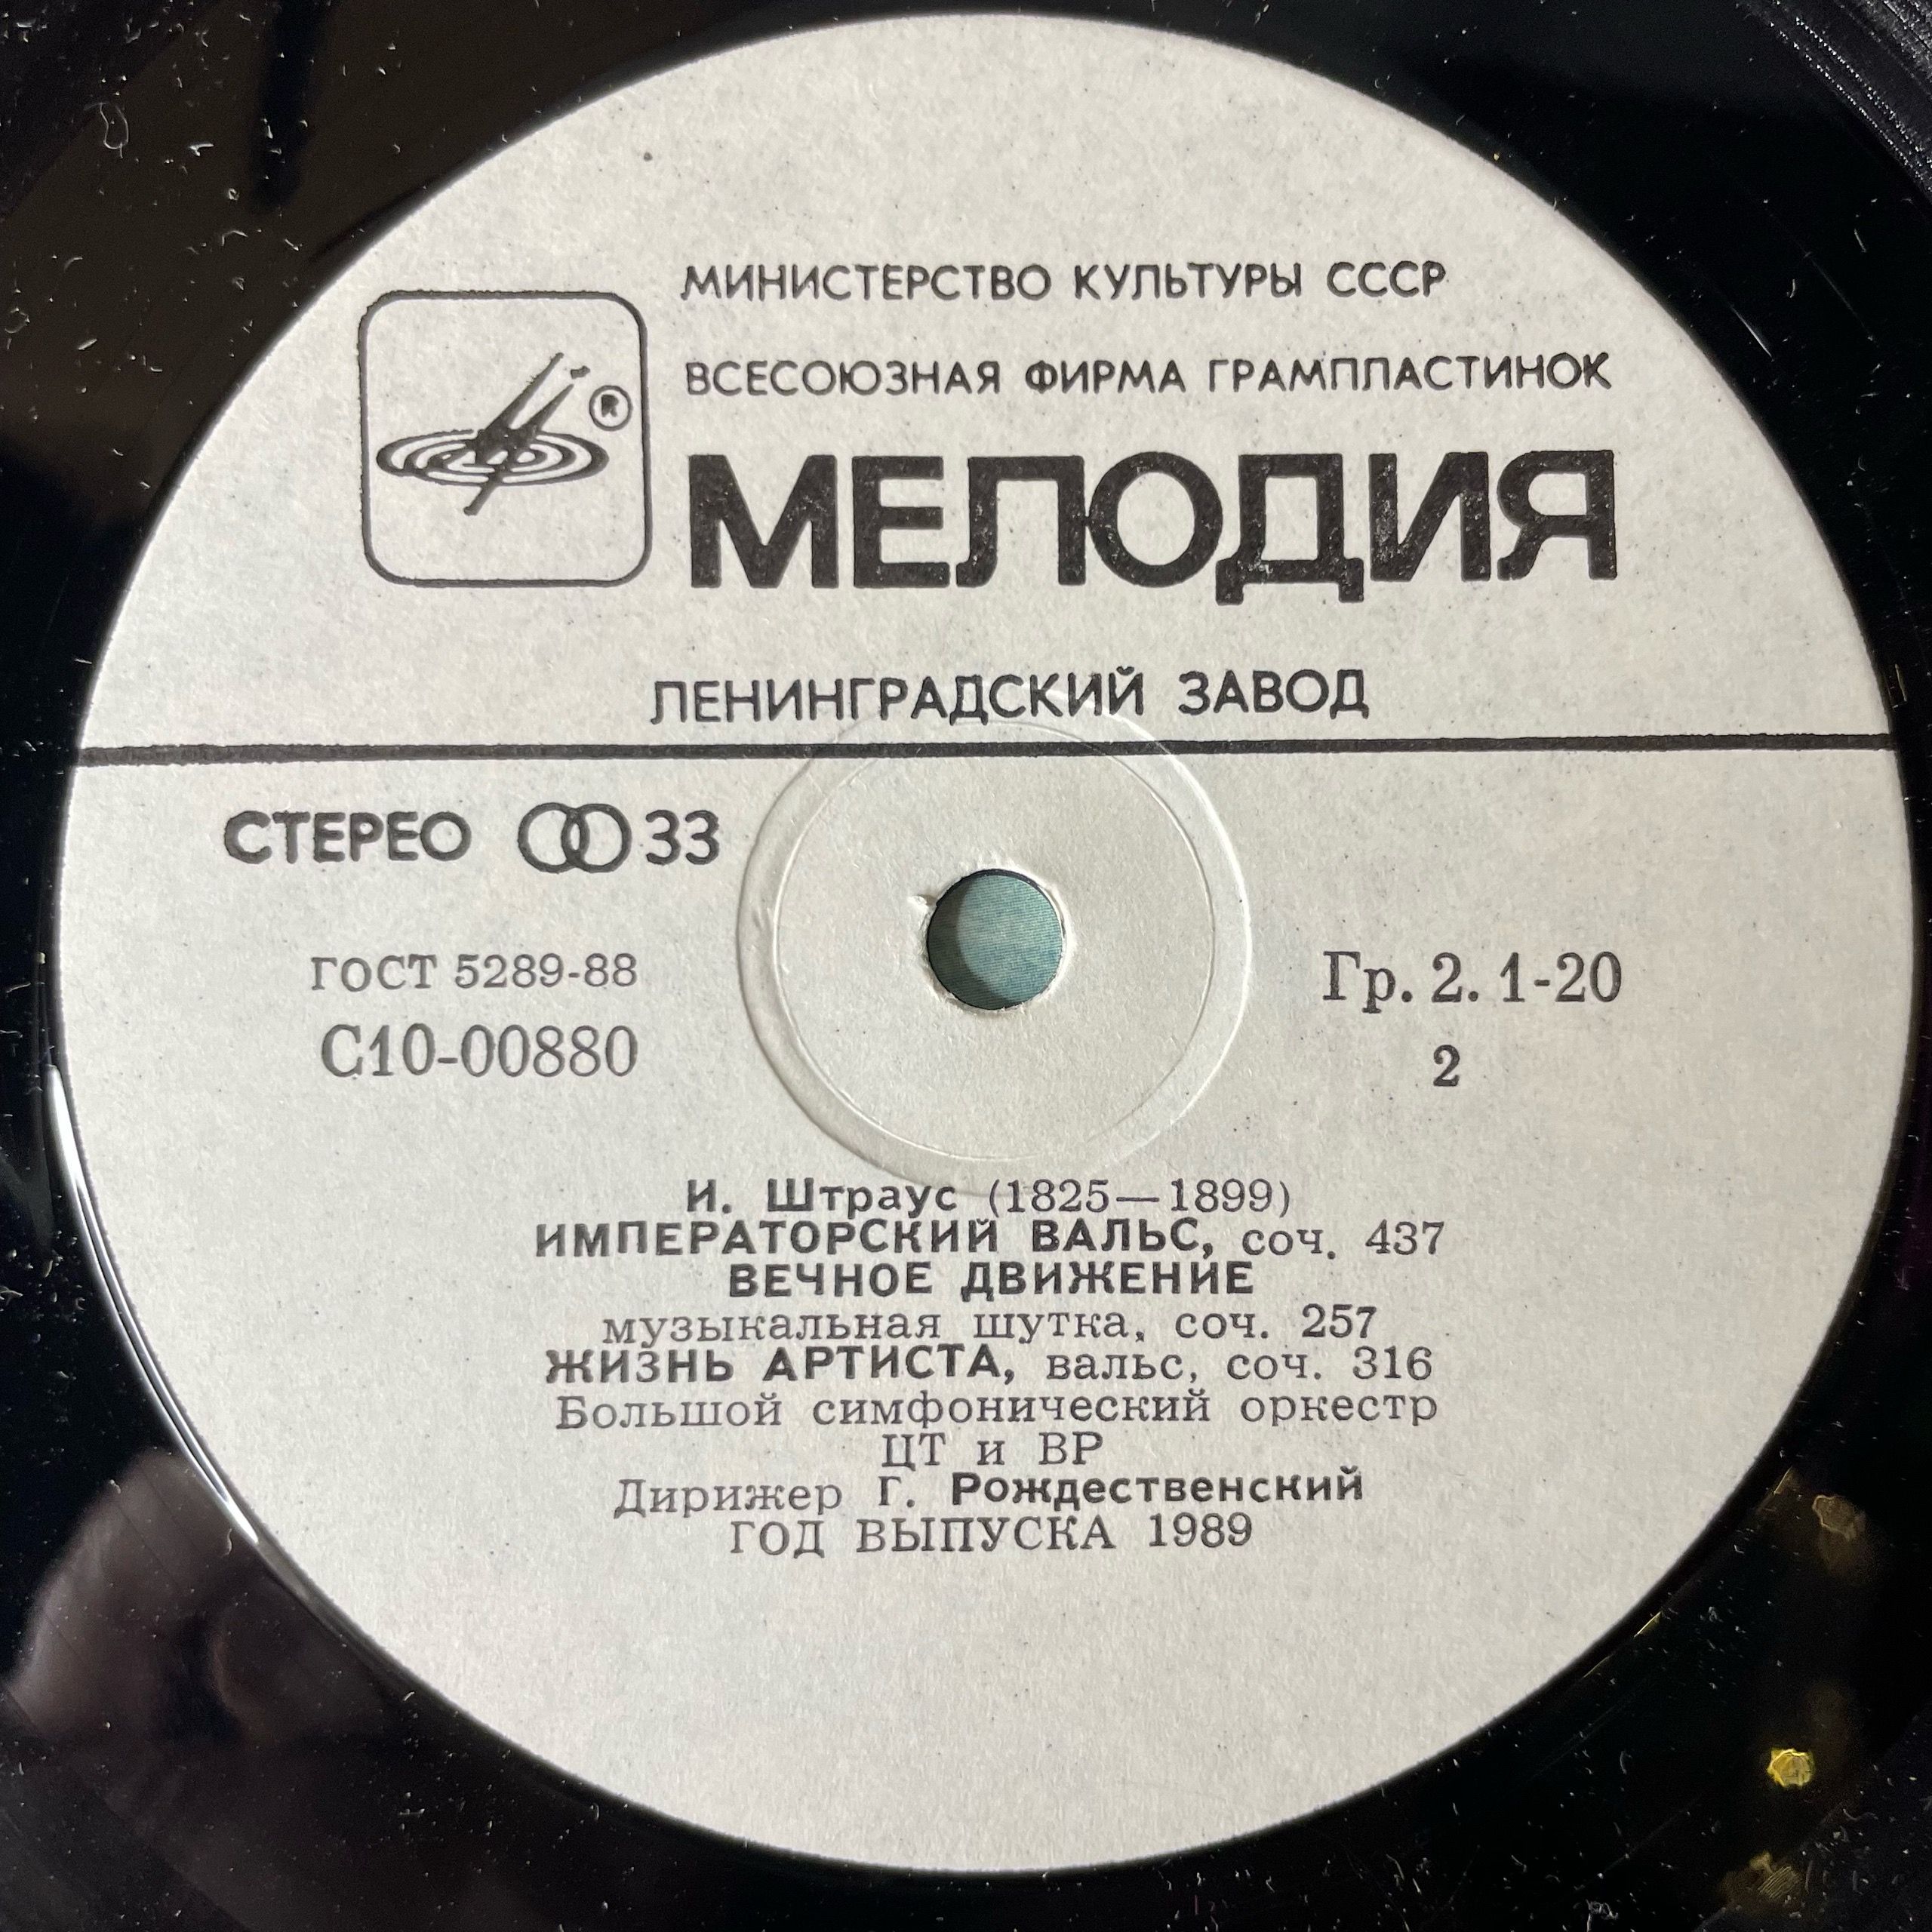 МИНИСТЕРСТВО КУЛЬТУРЫ СССР
ВСЕСОЮЗНАЯ ФИРМА ГРАМПЛАСТИНОК
®
МЕЛОДИЯ
ЛЕНИНГРАДСКИЙ ЗАВОД
СТЕРЕО 33
ГОСТ 5289-88
Гр. 2. 1-20
С10-00880
2
И. Штраус (1825—1899)
ИМПЕРАТОРСКИЙ ВАЛЬС, соч. 437
ВЕЧНОЕ ДВИЖЕНИЕ
музыкальная шутка, соч. 257
ЖИЗНЬ АРТИСТА, вальс, соч. 316
Большой симфонический оркестр
ЦТ и ВР
Дирижер Г. Рождественский
ГОД ВЫПУСКА 1989